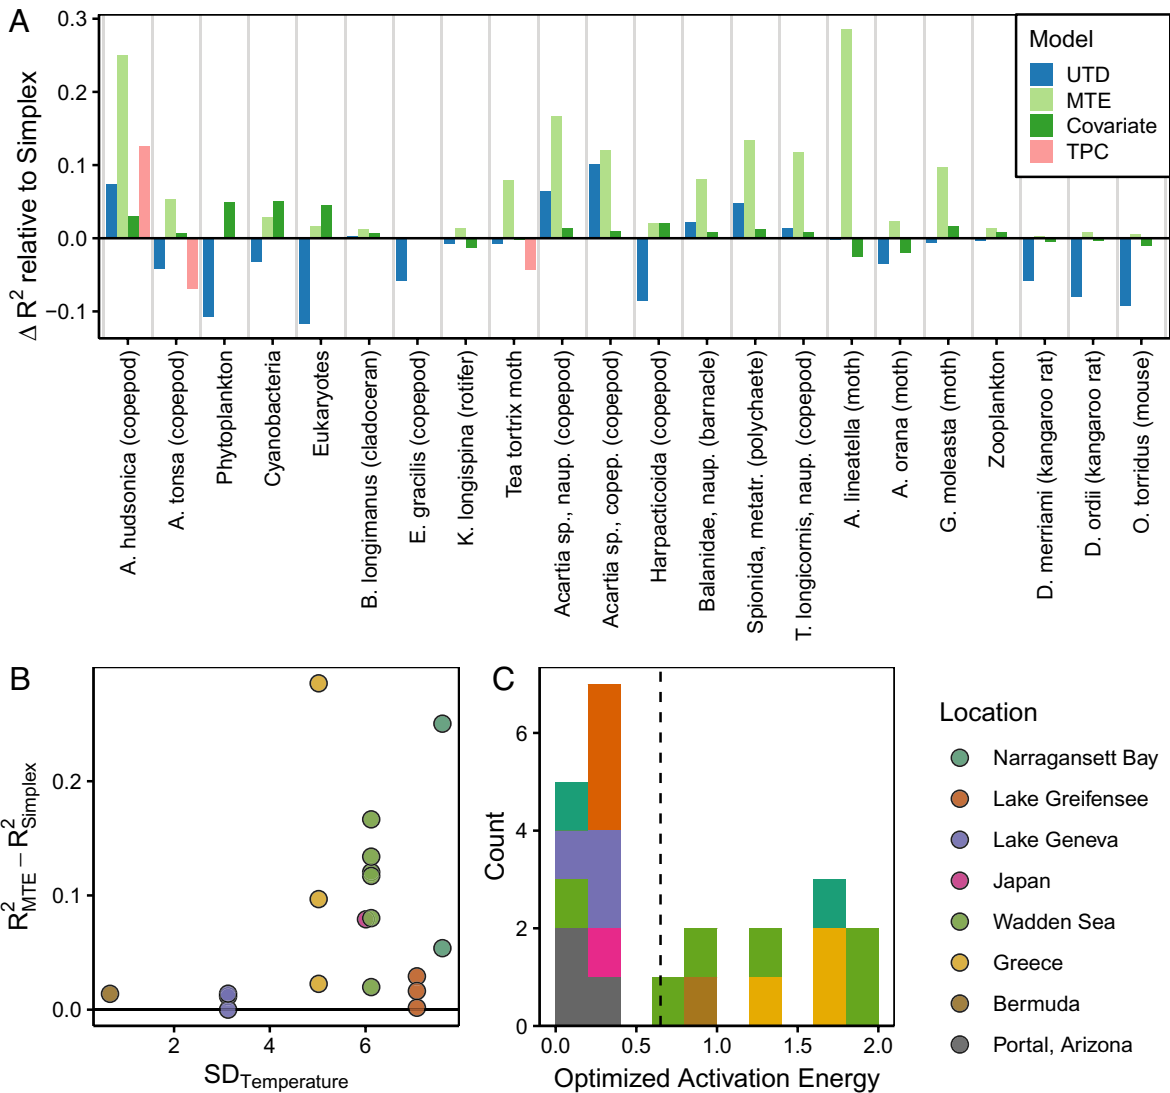 A
Δ R² relative to Simplex
0.3
0.2
0.1
0.0
−0.1
Model
UTD
MTE
Covariate
TPC
A. hudsonica (copepod)
A. tonsa (copepod)
Phytoplankton
Cyanobacteria
Eukaryotes
B. longimanus (cladoceran)
E. gracilis (copepod)
K. longispina (rotifer)
Tea tortrix moth
Acartia sp., naup. (copepod)
Acartia sp., copep. (copepod)
Harpacticoida (copepod)
Balanidae, naup. (barnacle)
Spionida, metatr. (polychaete)
T. longicornis, naup. (copepod)
A. lineatella (moth)
A. orana (moth)
G. moleasta (moth)
Zooplankton
D. merriami (kangaroo rat)
D. ordii (kangaroo rat)
O. torridus (mouse)
B
R²MTE − R²Simplex
0.2
0.1
0.0
2 4 6
SDTemperature
C
Count
6
4
2
0
0.0 0.5 1.0 1.5 2.0
Optimized Activation Energy
Location
Narragansett Bay
Lake Greifensee
Lake Geneva
Japan
Wadden Sea
Greece
Bermuda
Portal, Arizona